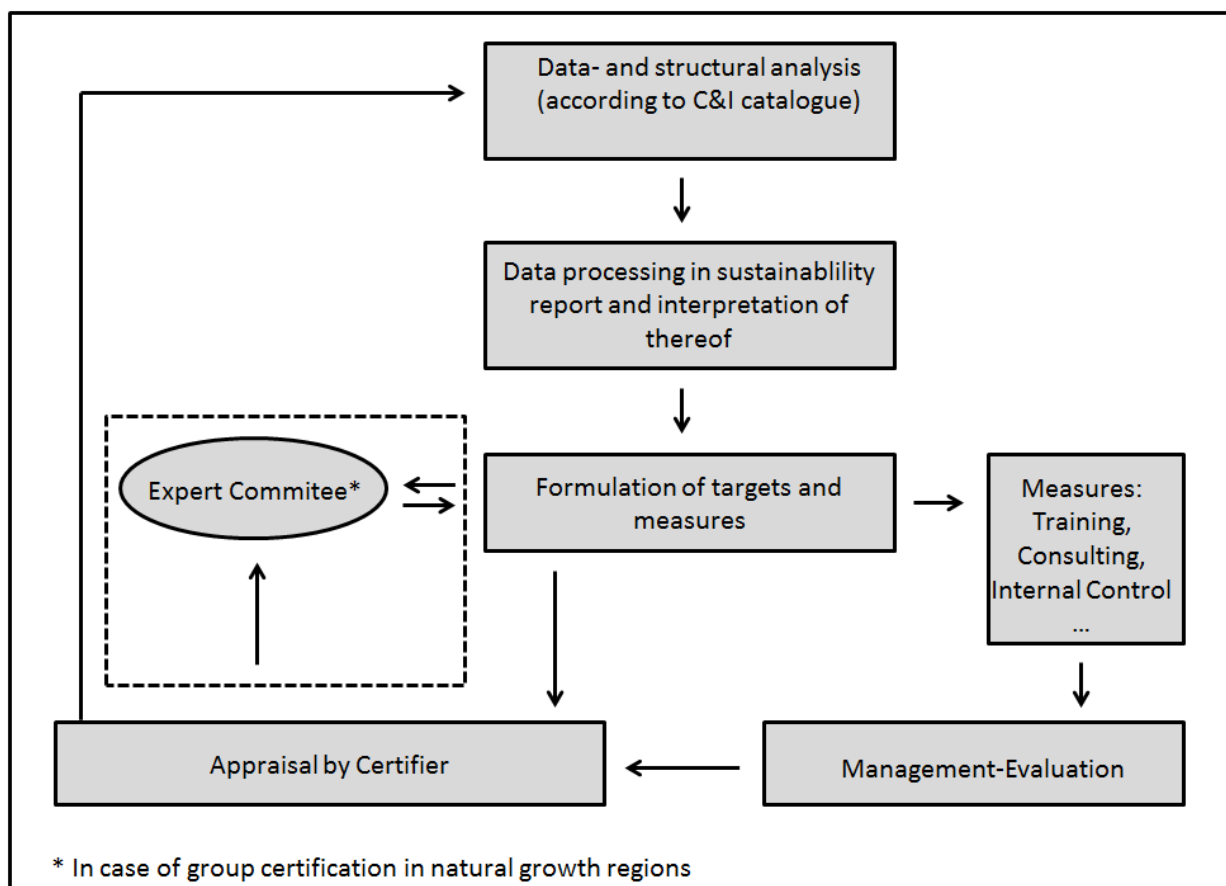 Data- and structural analysis
(according to C&I catalogue)
Data processing in sustainablility
report and interpretation of
thereof
Expert Commitee*
Formulation of targets and
measures
Measures:
Training,
Consulting,
Internal Control
...
Appraisal by Certifier
Management-Evaluation
* In case of group certification in natural growth regions